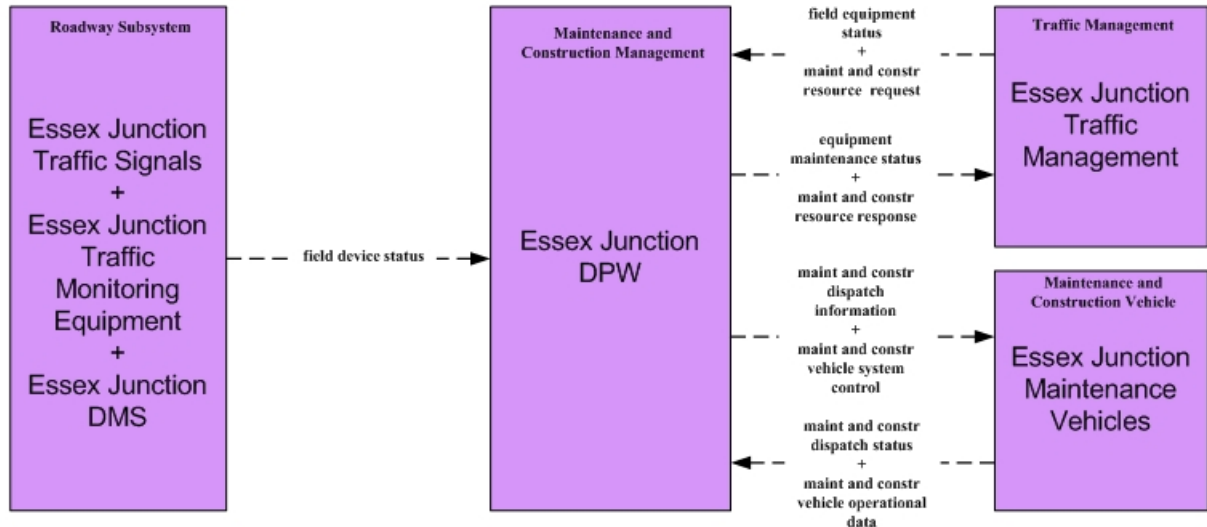 Roadway Subsystem
Essex Junction
Traffic Signals
+
Essex Junction
Traffic
Monitoring
Equipment
+
Essex Junction
DMS
field device status
Maintenance and
Construction Management
Essex Junction
DPW
field equipment
status
+
maint and constr
resource request
equipment
maintenance status
+
maint and constr
resource response
maint and constr
dispatch
information
+
maint and constr
vehicle system
control
maint and constr
dispatch status
+
maint and constr
vehicle operational
data
Traffic Management
Essex Junction
Traffic
Management
Maintenance and
Construction Vehicle
Essex Junction
Maintenance
Vehicles